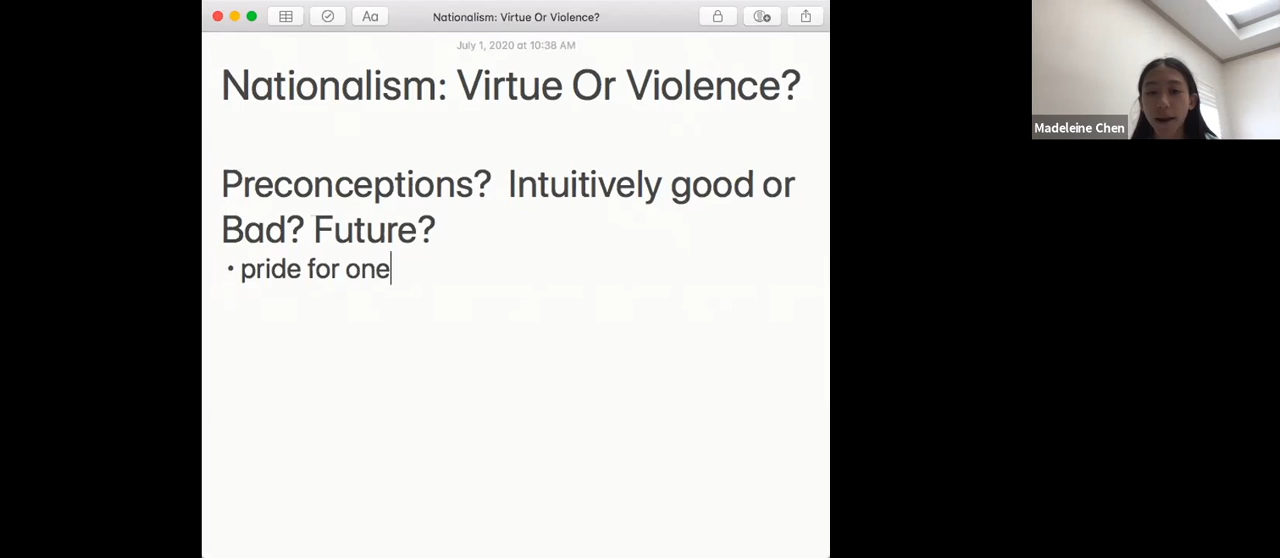 Aa
Nationalism: Virtue Or Violence?
July 1, 2020 at 10:38 AM
Nationalism: Virtue Or Violence?
Preconceptions? Intuitively good or
Bad? Future?
• pride for one
Madeleine Chen